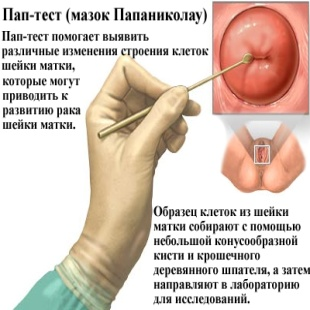 Пап-тест (мазок Папаниколау)
Пап-тест помогает выявить
различные изменения строения клеток
шейки матки,
которые могут
приводить к
развитию рака
шейки матки.
Образец клеток из шейки
матки собирают с помощью
небольшой конусообразной
кисти и крошечного
деревянного шпателя, а затем
направляют в лабораторию
для исследований.